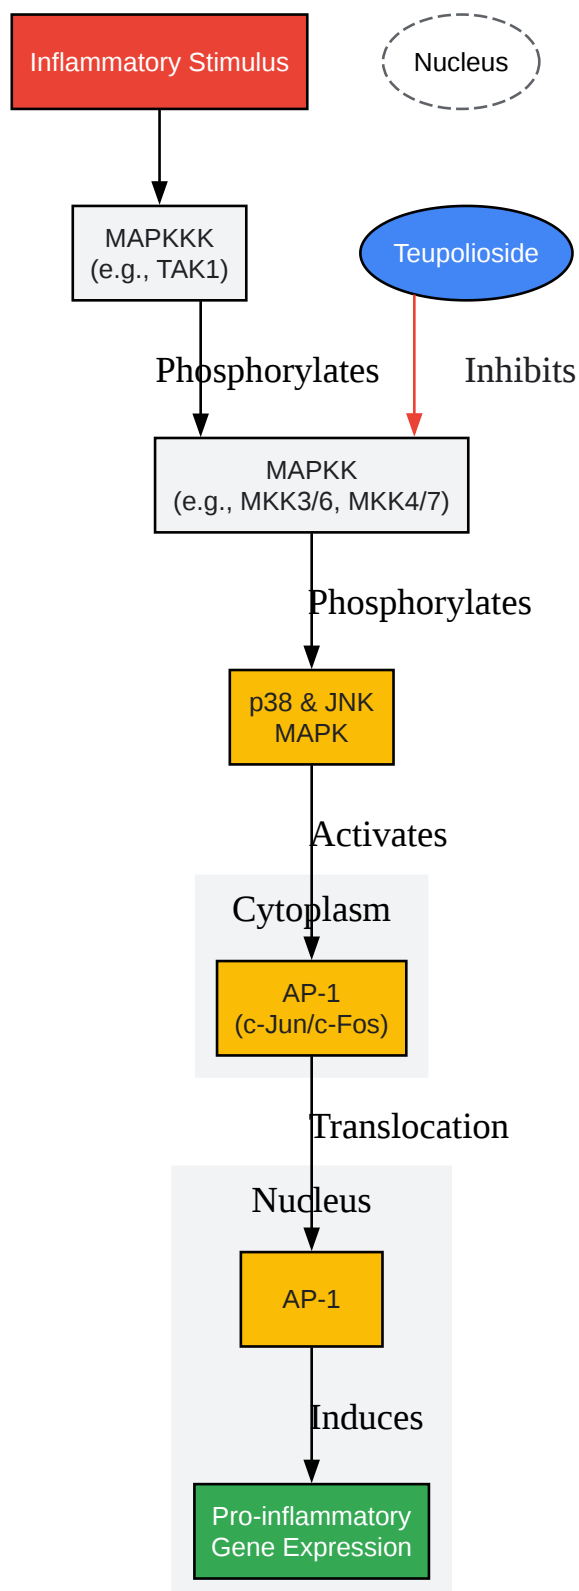 Inflammatory Stimulus
Nucleus
MAPKKK
(e.g., TAK1)
Teupolioside
Phosphorylates
Inhibits
MAPKK
(e.g., MKK3/6, MKK4/7)
Phosphorylates
p38 & JNK
MAPK
Activates
Cytoplasm
AP-1
(c-Jun/c-Fos)
Translocation
Nucleus
AP-1
Induces
Pro-inflammatory
Gene Expression